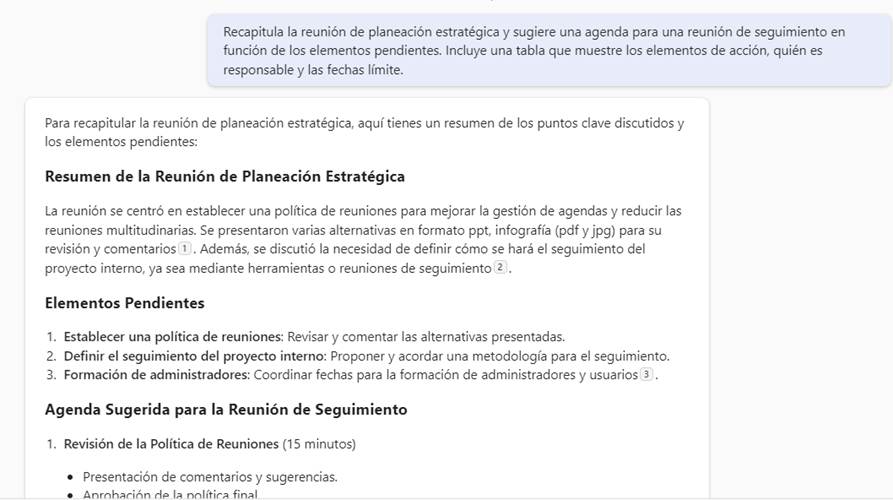 Recapitula la reunión de planeación estratégica y sugiere una agenda para una reunión de seguimiento en
función de los elementos pendientes. Incluye una tabla que muestre los elementos de acción, quién es
responsable y las fechas límite.
Para recapitular la reunión de planeación estratégica, aquí tienes un resumen de los puntos clave discutidos y
los elementos pendientes:
Resumen de la Reunión de Planeación Estratégica
La reunión se centró en establecer una política de reuniones para mejorar la gestión de agendas y reducir las
reuniones multitudinarias. Se presentaron varias alternativas en formato ppt, infografía (pdf y jpg) para su
revisión y comentarios 1 . Además, se discutió la necesidad de definir cómo se hará el seguimiento del
proyecto interno, ya sea mediante herramientas o reuniones de seguimiento 2 .
Elementos Pendientes
1. Establecer una política de reuniones: Revisar y comentar las alternativas presentadas.
2. Definir el seguimiento del proyecto interno: Proponer y acordar una metodología para el seguimiento.
3. Formación de administradores: Coordinar fechas para la formación de administradores y usuarios 3 .
Agenda Sugerida para la Reunión de Seguimiento
1. Revisión de la Política de Reuniones (15 minutos)
• Presentación de comentarios y sugerencias.
• Aprobación de la política final